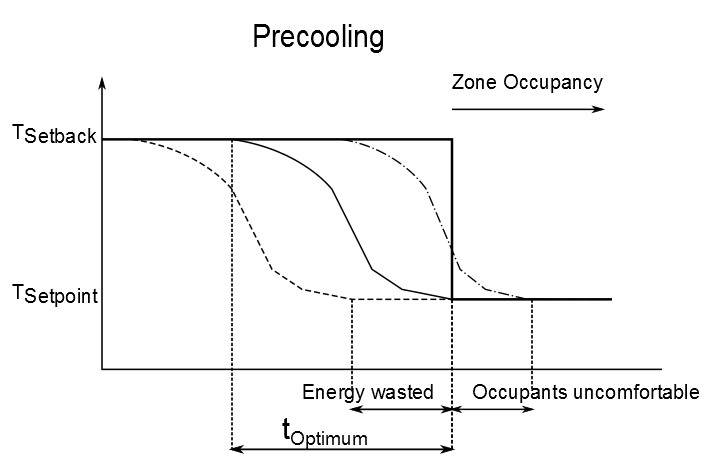 Precooling
Zone Occupancy
TSetback
TSetpoint
Energy wasted
Occupants uncomfortable
tOptimum